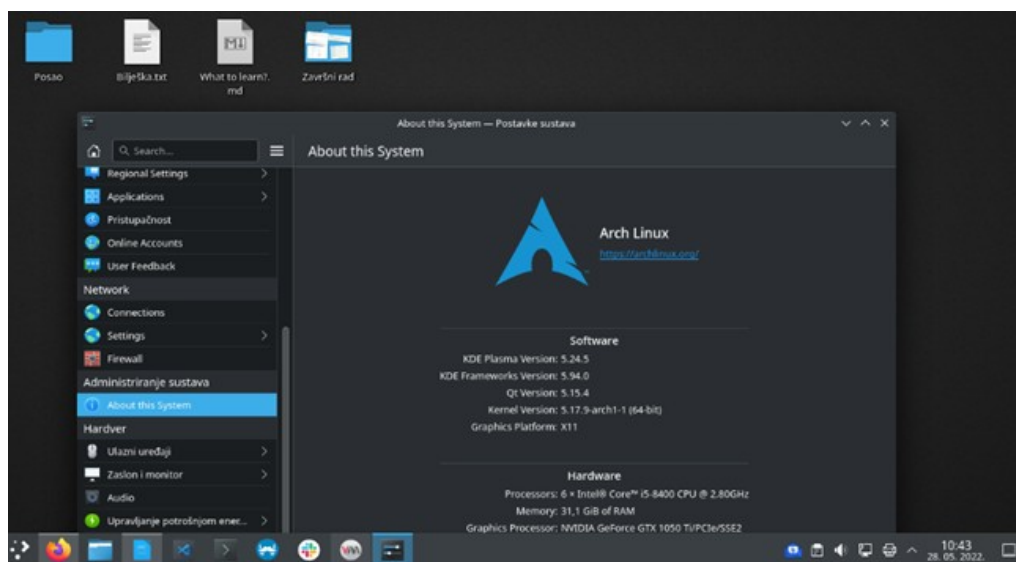 Posao
Bilješka.txt
What to learn?.
md
Završni rad
About this System — Postavke sustava
Search...
About this System
Regional Settings
Applications
Pristupačnost
Online Accounts
User Feedback
Network
Connections
Settings
Firewall
Administriranje sustava
About this System
Hardver
Ulazni uređaji
Zaslon i monitor
Audio
Upravljanje potrošnjom ener...
Arch Linux
https://archlinux.org/
Software
KDE Plasma Version: 5.24.5
KDE Frameworks Version: 5.94.0
Qt Version: 5.15.4
Kernel Version: 5.17.9-arch1-1 (64-bit)
Graphics Platform: X11
Hardware
Processors: 6 × Intel® Core™ i5-8400 CPU @ 2.80GHz
Memory: 31,1 GiB of RAM
Graphics Processor: NVIDIA GeForce GTX 1050 Ti/PCIe/SSE2
10:43
28. 05. 2022.